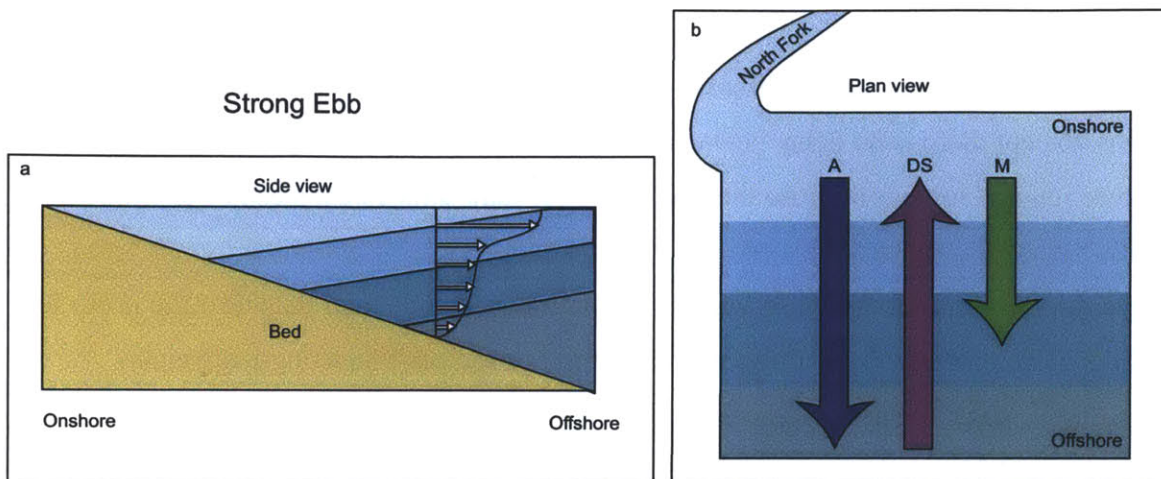 Strong Ebb
a
Side view
Bed
Onshore
Offshore
b
North Fork
Plan view
Onshore
A
DS
M
Offshore